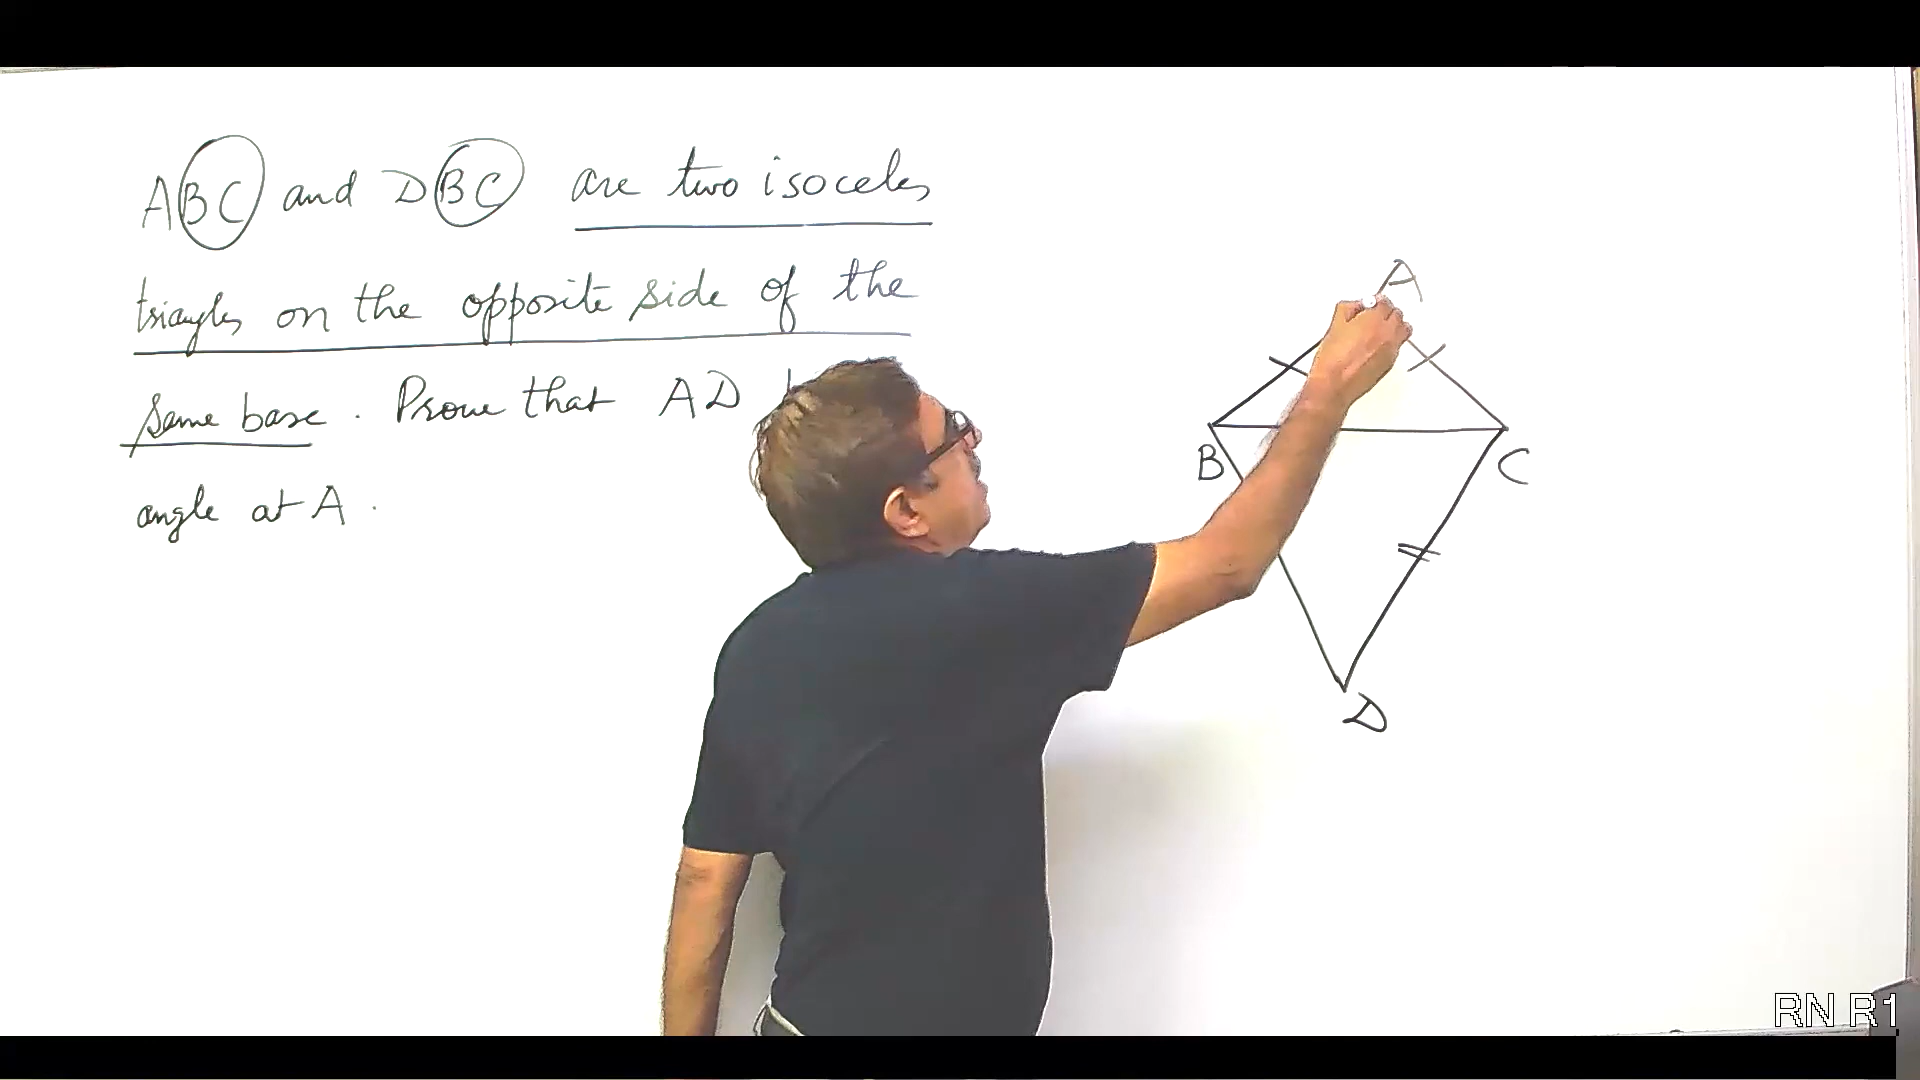 ABC and DBC are two isoceles
triangles on the opposite side of the
same base. Prove that AD
angle at A.
A
B
C
D
RN R1